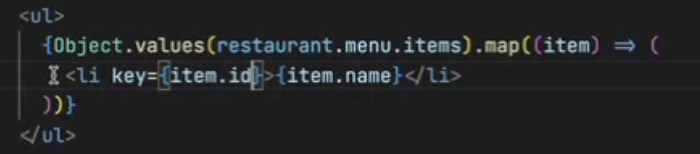 <ul>
{Object.values(restaurant.menu.items).map((item) => (
<li key={item.id}>{item.name}</li>
))}
</ul>